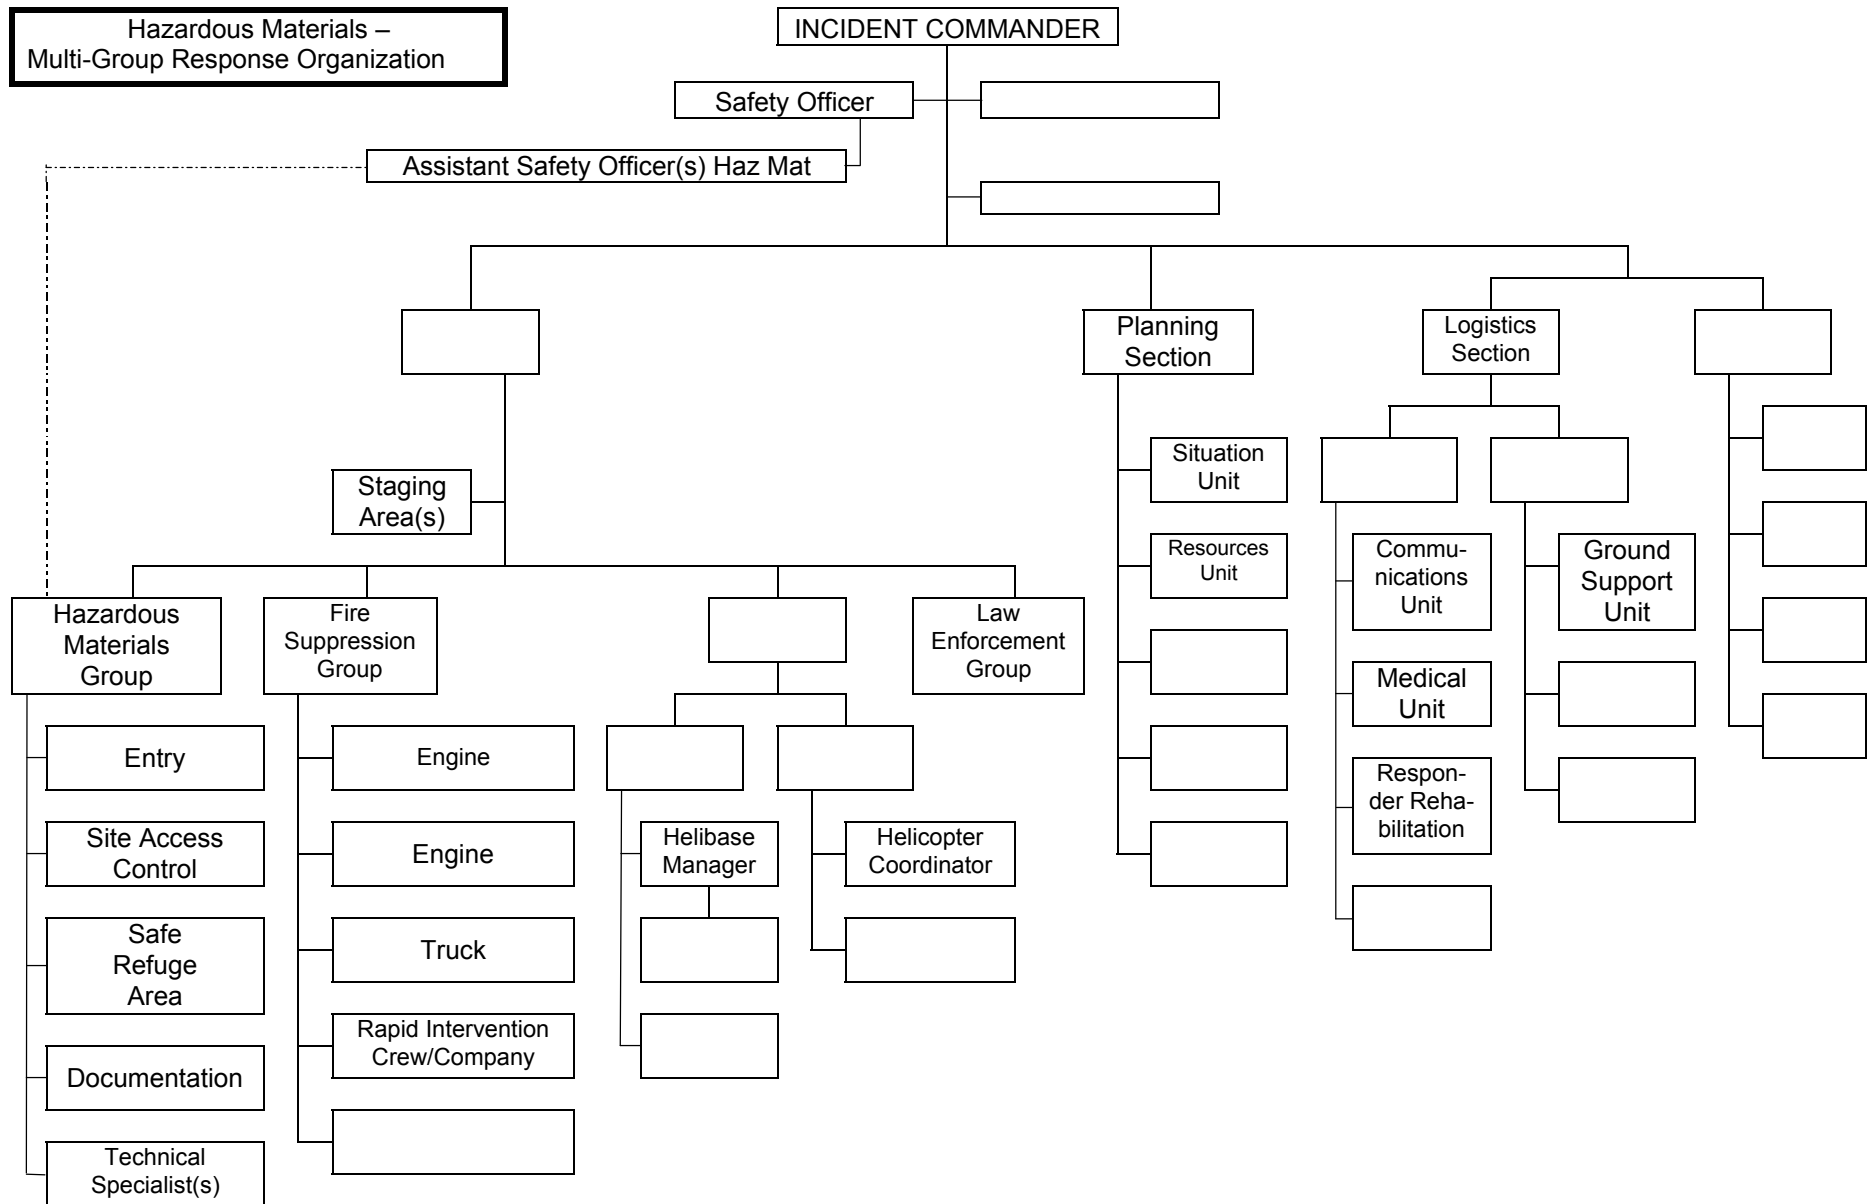 Hazardous Materials –
Multi-Group Response Organization
INCIDENT COMMANDER
Safety Officer
Assistant Safety Officer(s) Haz Mat
Planning
Section
Logistics
Section
Staging
Area(s)
Situation
Unit
Resources
Unit
Commu-
nications
Unit
Ground
Support
Unit
Medical
Unit
Respon-
der Reha-
bilitation
Hazardous
Materials
Group
Fire
Suppression
Group
Law
Enforcement
Group
Entry
Site Access
Control
Safe
Refuge
Area
Documentation
Technical
Specialist(s)
Engine
Engine
Truck
Rapid Intervention
Crew/Company
Helibase
Manager
Helicopter
Coordinator